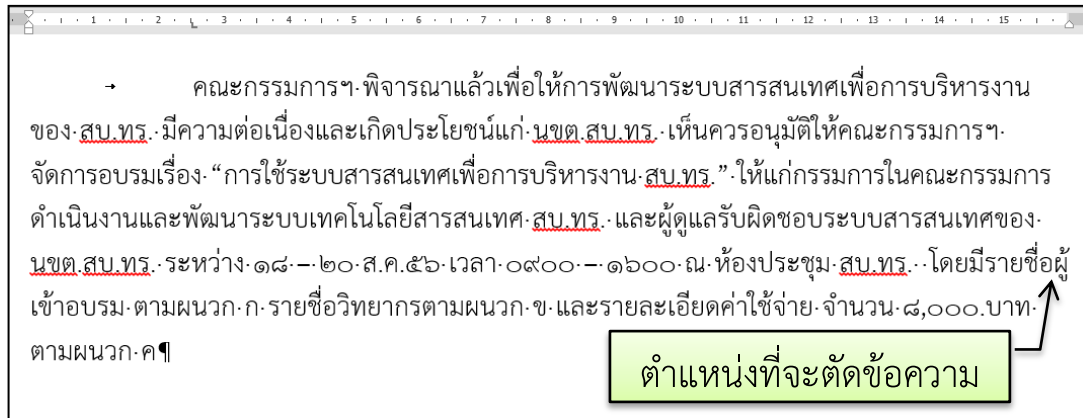 1 2 3 4 5 6 7 8 9 10 11 12 13 14 15
คณะกรรมการฯ พิจารณาแล้วเพื่อให้การพัฒนาระบบสารสนเทศเพื่อการบริหารงาน
ของ สบ.ทร. มีความต่อเนื่องและเกิดประโยชน์แก่ นขต.สบ.ทร. เห็นควรอนุมัติให้คณะกรรมการฯ
จัดการอบรมเรื่อง “การใช้ระบบสารสนเทศเพื่อการบริหารงาน สบ.ทร.” ให้แก่กรรมการในคณะกรรมการ
ดำเนินงานและพัฒนาระบบเทคโนโลยีสารสนเทศ สบ.ทร. และผู้ดูแลรับผิดชอบระบบสารสนเทศของ
นขต.สบ.ทร. ระหว่าง ๑๘ – ๒๐ ส.ค.๕๖ เวลา ๐๙๐๐ – ๑๖๐๐ ณ ห้องประชุม สบ.ทร.  โดยมีรายชื่อผู้
เข้าอบรม ตามผนวก ก รายชื่อวิทยากรตามผนวก ข และรายละเอียดค่าใช้จ่าย จำนวน ๘,๐๐๐.บาท
ตามผนวก ค¶
ตำแหน่งที่จะตัดข้อความ